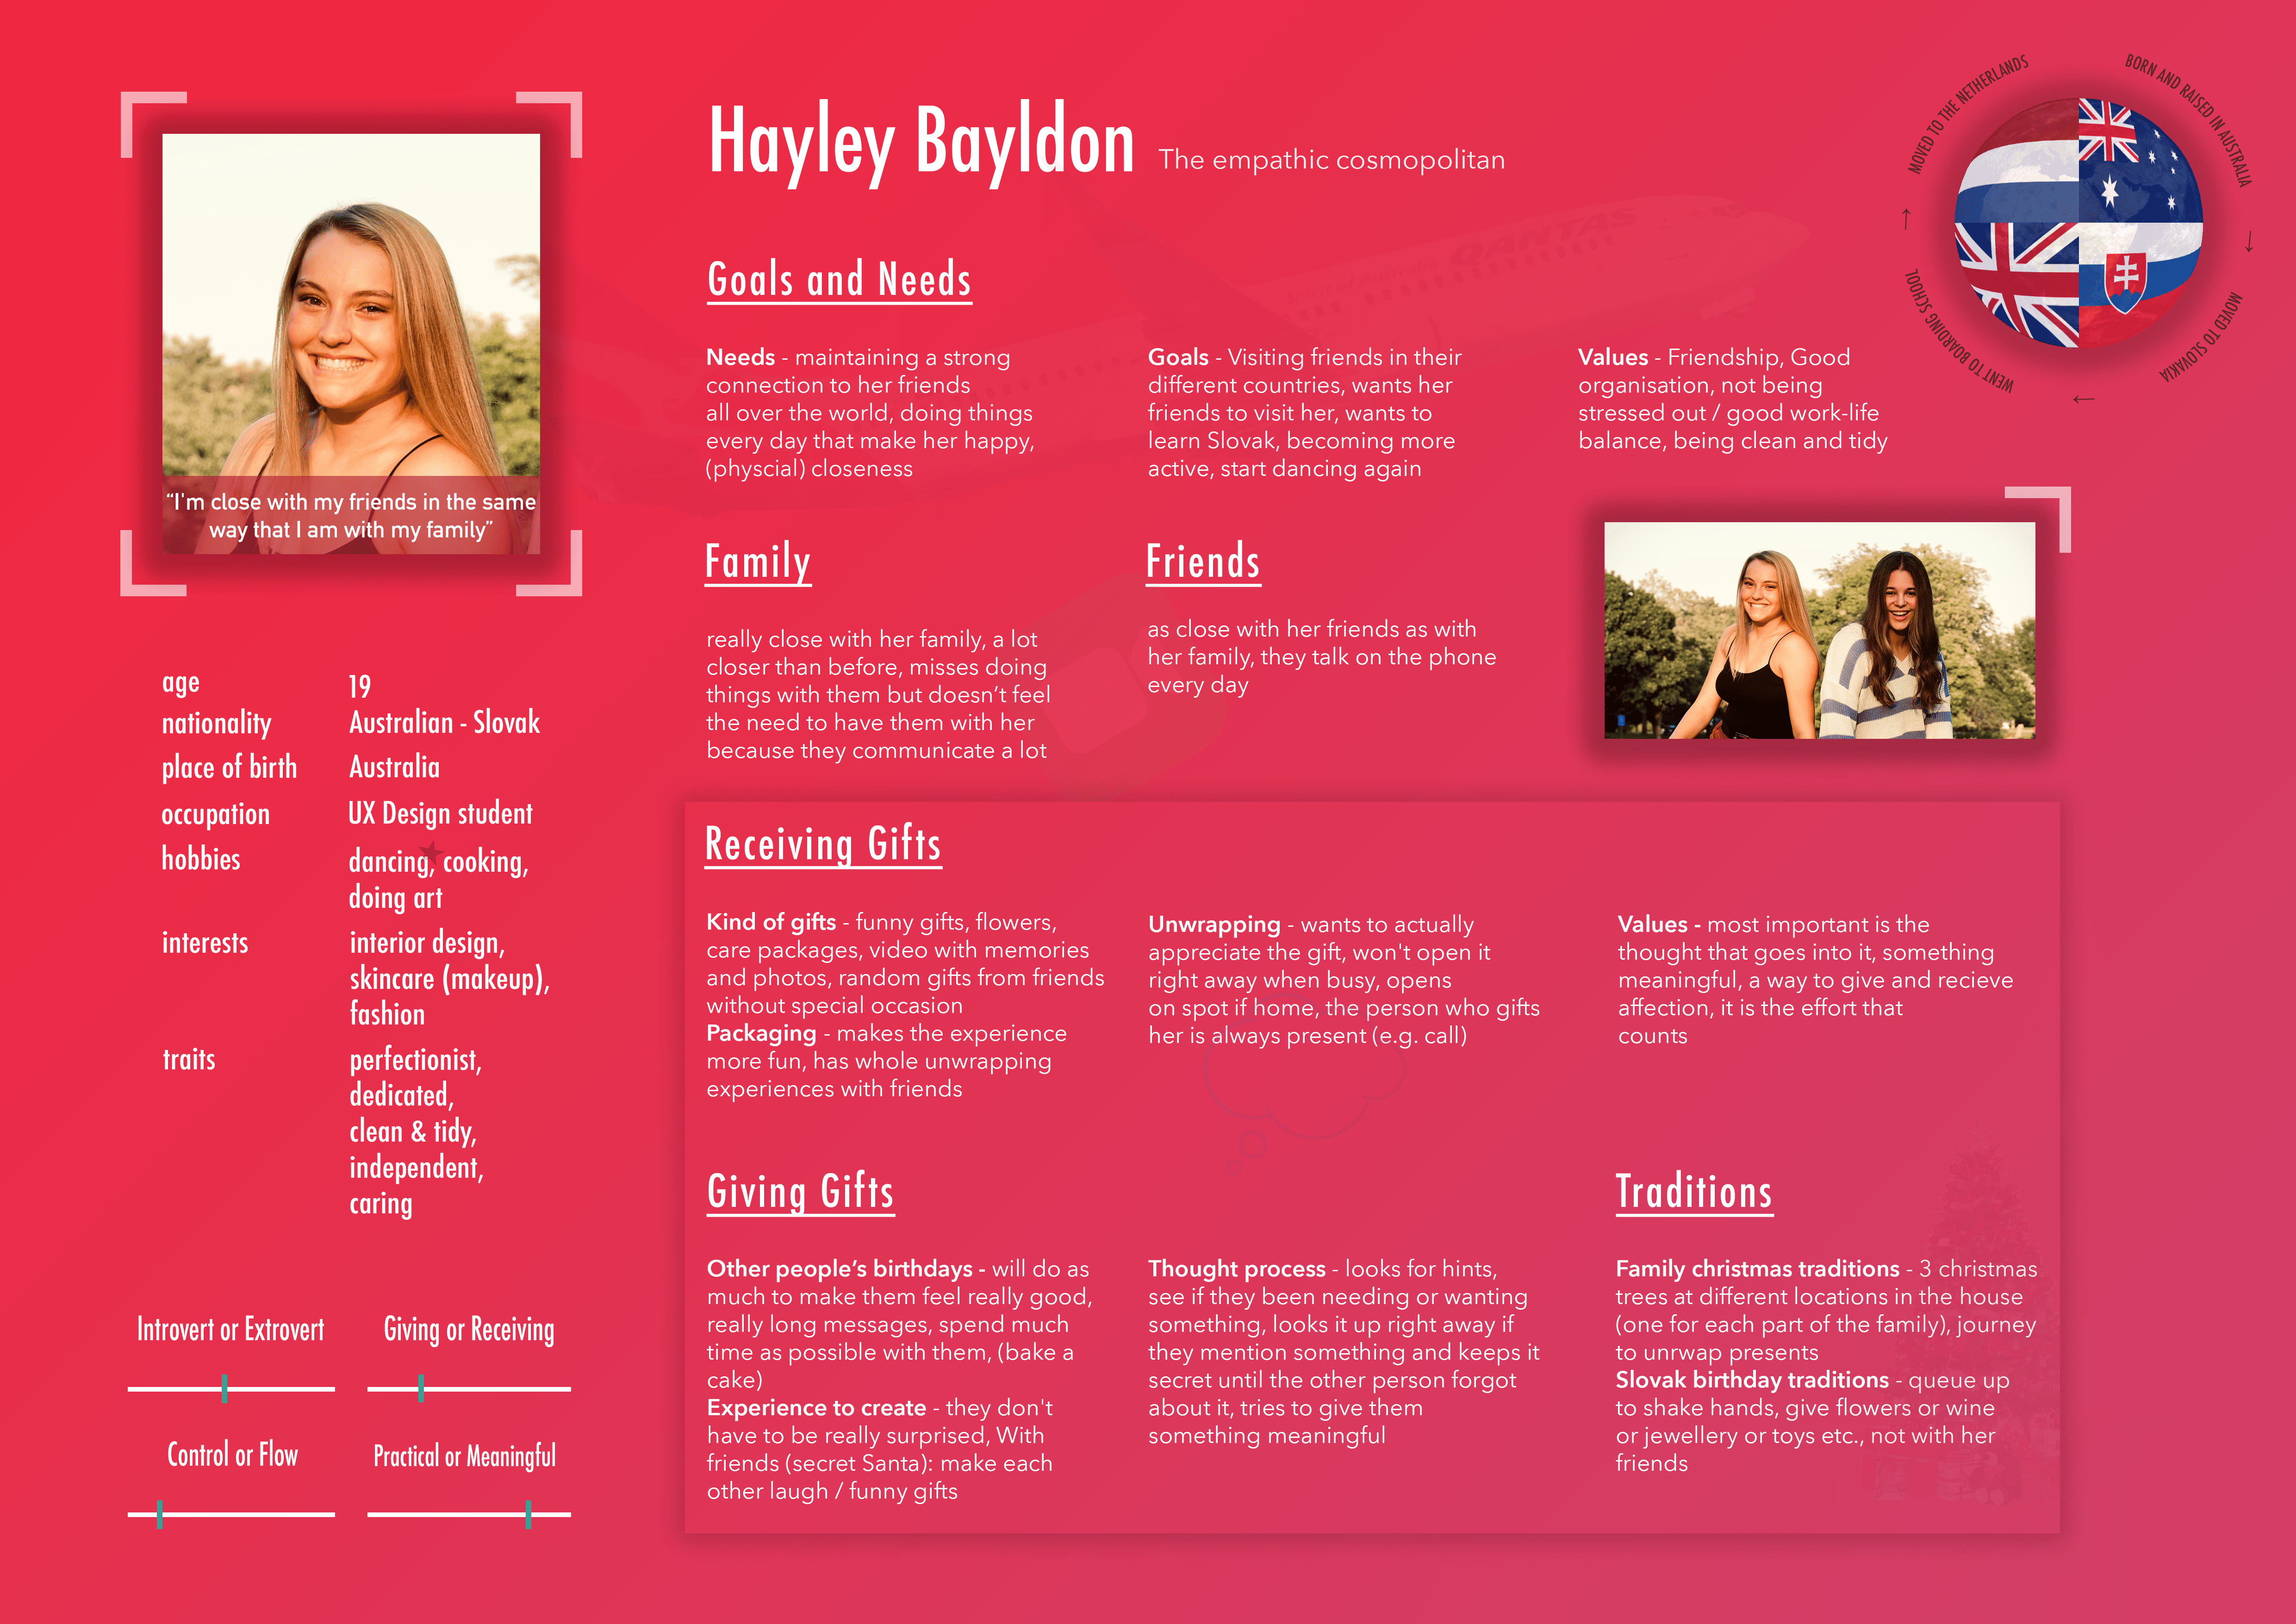 Hayley Bayldon
The empathic cosmopolitan
MOVED TO THE NETHERLANDS
BORN AND RAISED IN AUSTRALIA
MOVED TO SLOVAKIA
WENT TO BOARDING SCHOOL
QANTAS
Spirit of Australia
“I'm close with my friends in the same
way that I am with my family”
age 19
nationality Australian - Slovak
place of birth Australia
occupation UX Design student
hobbies dancing, cooking,
doing art
interests interior design,
skincare (makeup),
fashion
traits perfectionist,
dedicated,
clean & tidy,
independent,
caring
Introvert or Extrovert
Giving or Receiving
Control or Flow
Practical or Meaningful
Goals and Needs
Needs - maintaining a strong
connection to her friends
all over the world, doing things
every day that make her happy,
(physcial) closeness
Goals - Visiting friends in their
different countries, wants her
friends to visit her, wants to
learn Slovak, becoming more
active, start dancing again
Values - Friendship, Good
organisation, not being
stressed out / good work-life
balance, being clean and tidy
Family
really close with her family, a lot
closer than before, misses doing
things with them but doesn’t feel
the need to have them with her
because they communicate a lot
Friends
as close with her friends as with
her family, they talk on the phone
every day
Receiving Gifts
Kind of gifts - funny gifts, flowers,
care packages, video with memories
and photos, random gifts from friends
without special occasion
Packaging - makes the experience
more fun, has whole unwrapping
experiences with friends
Unwrapping - wants to actually
appreciate the gift, won't open it
right away when busy, opens
on spot if home, the person who gifts
her is always present (e.g. call)
Values - most important is the
thought that goes into it, something
meaningful, a way to give and recieve
affection, it is the effort that
counts
Giving Gifts
Other people’s birthdays - will do as
much to make them feel really good,
really long messages, spend much
time as possible with them, (bake a
cake)
Experience to create - they don't
have to be really surprised, With
friends (secret Santa): make each
other laugh / funny gifts
Thought process - looks for hints,
see if they been needing or wanting
something, looks it up right away if
they mention something and keeps it
secret until the other person forgot
about it, tries to give them
something meaningful
Traditions
Family christmas traditions - 3 christmas
trees at different locations in the house
(one for each part of the family), journey
to unrwap presents
Slovak birthday traditions - queue up
to shake hands, give flowers or wine
or jewellery or toys etc., not with her
friends